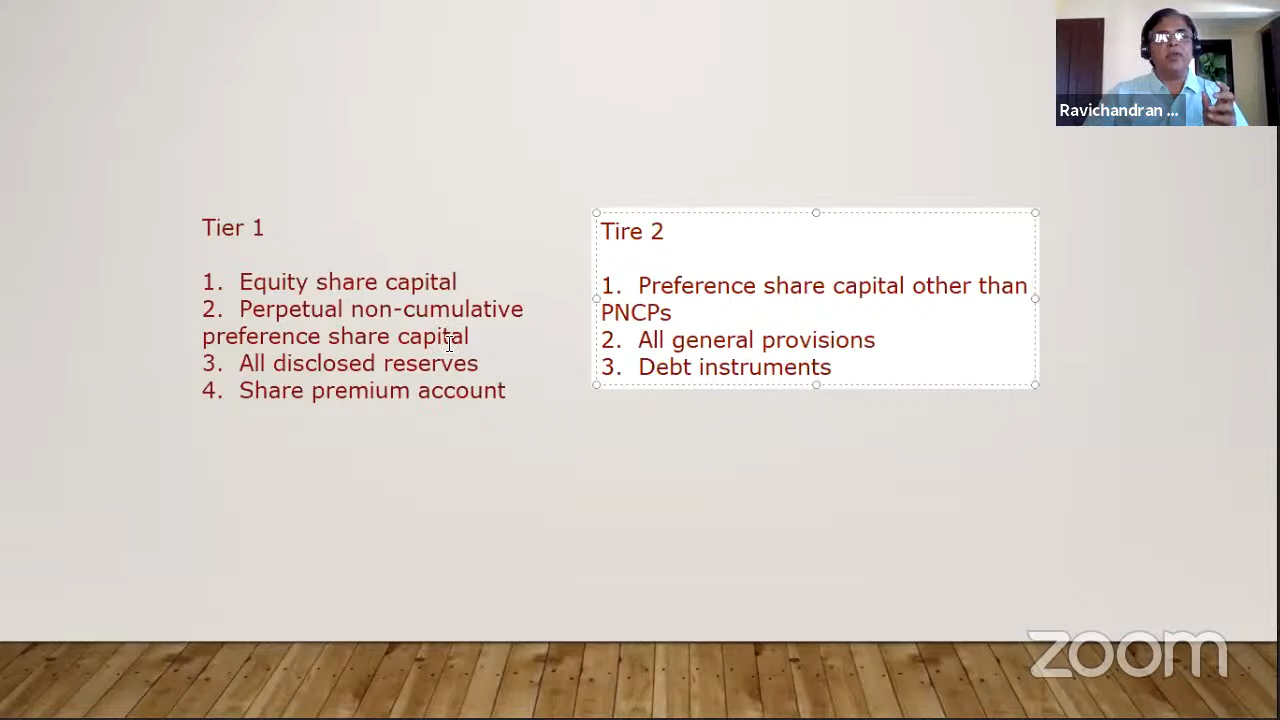 Ravichandran ...
Tier 1
1. Equity share capital
2. Perpetual non-cumulative
preference share capital
3. All disclosed reserves
4. Share premium account
Tire 2
1. Preference share capital other than
PNCPs
2. All general provisions
3. Debt instruments
zoom